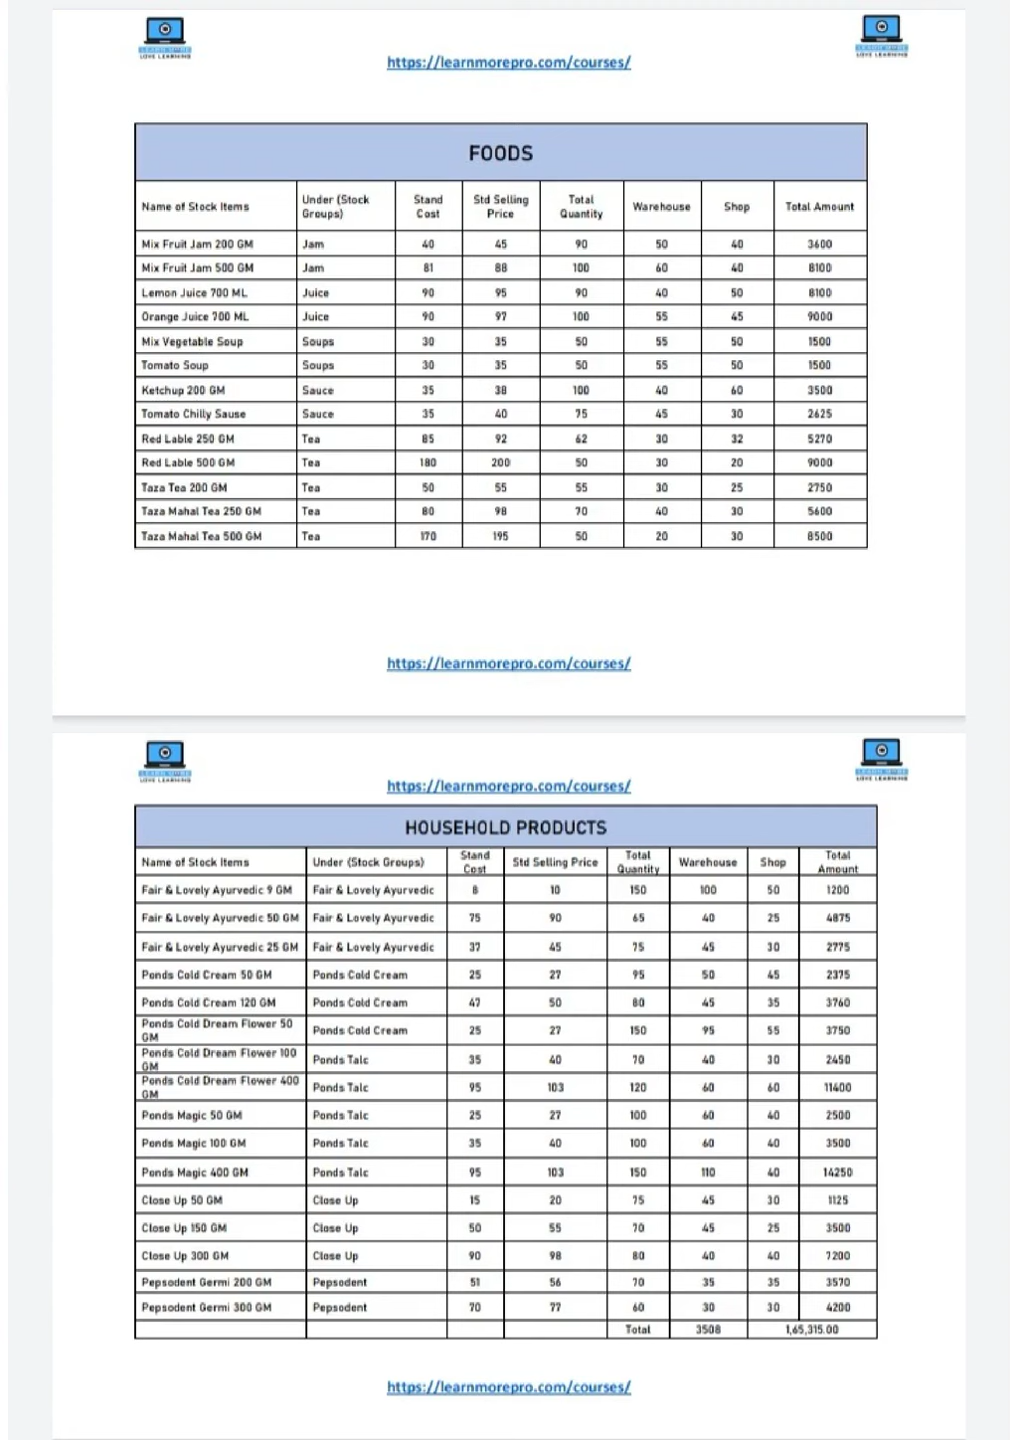 LEARN MORE
LOVE LEARNING
https://learnmorepro.com/courses/
LEARN MORE
LOVE LEARNING
FOODS
Name of Stock Items Under (Stock Groups) Stand Cost Std Selling Price Total Quantity Warehouse Shop Total Amount
Mix Fruit Jam 200 GM Jam 40 45 90 50 40 3600
Mix Fruit Jam 500 GM Jam 81 88 100 60 40 8100
Lemon Juice 700 ML Juice 90 95 90 40 50 8100
Orange Juice 700 ML Juice 90 97 100 55 45 9000
Mix Vegetable Soup Soups 30 35 50 55 50 1500
Tomato Soup Soups 30 35 50 55 50 1500
Ketchup 200 GM Sauce 35 38 100 40 60 3500
Tomato Chilly Sause Sauce 35 40 75 45 30 2625
Red Lable 250 GM Tea 85 92 62 30 32 5270
Red Lable 500 GM Tea 180 200 50 30 20 9000
Taza Tea 200 GM Tea 50 55 55 30 25 2750
Taza Mahal Tea 250 GM Tea 80 98 70 40 30 5600
Taza Mahal Tea 500 GM Tea 170 195 50 20 30 8500
https://learnmorepro.com/courses/
LEARN MORE
LOVE LEARNING
https://learnmorepro.com/courses/
LEARN MORE
LOVE LEARNING
HOUSEHOLD PRODUCTS
Name of Stock Items Under (Stock Groups) Stand Cost Std Selling Price Total Quantity Warehouse Shop Total Amount
Fair & Lovely Ayurvedic 9 GM Fair & Lovely Ayurvedic 8 10 150 100 50 1200
Fair & Lovely Ayurvedic 50 GM Fair & Lovely Ayurvedic 75 90 65 40 25 4875
Fair & Lovely Ayurvedic 25 GM Fair & Lovely Ayurvedic 37 45 75 45 30 2775
Ponds Cold Cream 50 GM Ponds Cold Cream 25 27 95 50 45 2375
Ponds Cold Cream 120 GM Ponds Cold Cream 47 50 80 45 35 3760
Ponds Cold Dream Flower 50 GM Ponds Cold Cream 25 27 150 95 55 3750
Ponds Cold Dream Flower 100 GM Ponds Talc 35 40 70 40 30 2450
Ponds Cold Dream Flower 400 GM Ponds Talc 95 103 120 60 60 11400
Ponds Magic 50 GM Ponds Talc 25 27 100 60 40 2500
Ponds Magic 100 GM Ponds Talc 35 40 100 60 40 3500
Ponds Magic 400 GM Ponds Talc 95 103 150 110 40 14250
Close Up 50 GM Close Up 15 20 75 45 30 1125
Close Up 150 GM Close Up 50 55 70 45 25 3500
Close Up 300 GM Close Up 90 98 80 40 40 7200
Pepsodent Germi 200 GM Pepsodent 51 56 70 35 35 3570
Pepsodent Germi 300 GM Pepsodent 70 77 60 30 30 4200
Total 3508 1,65,315.00
https://learnmorepro.com/courses/